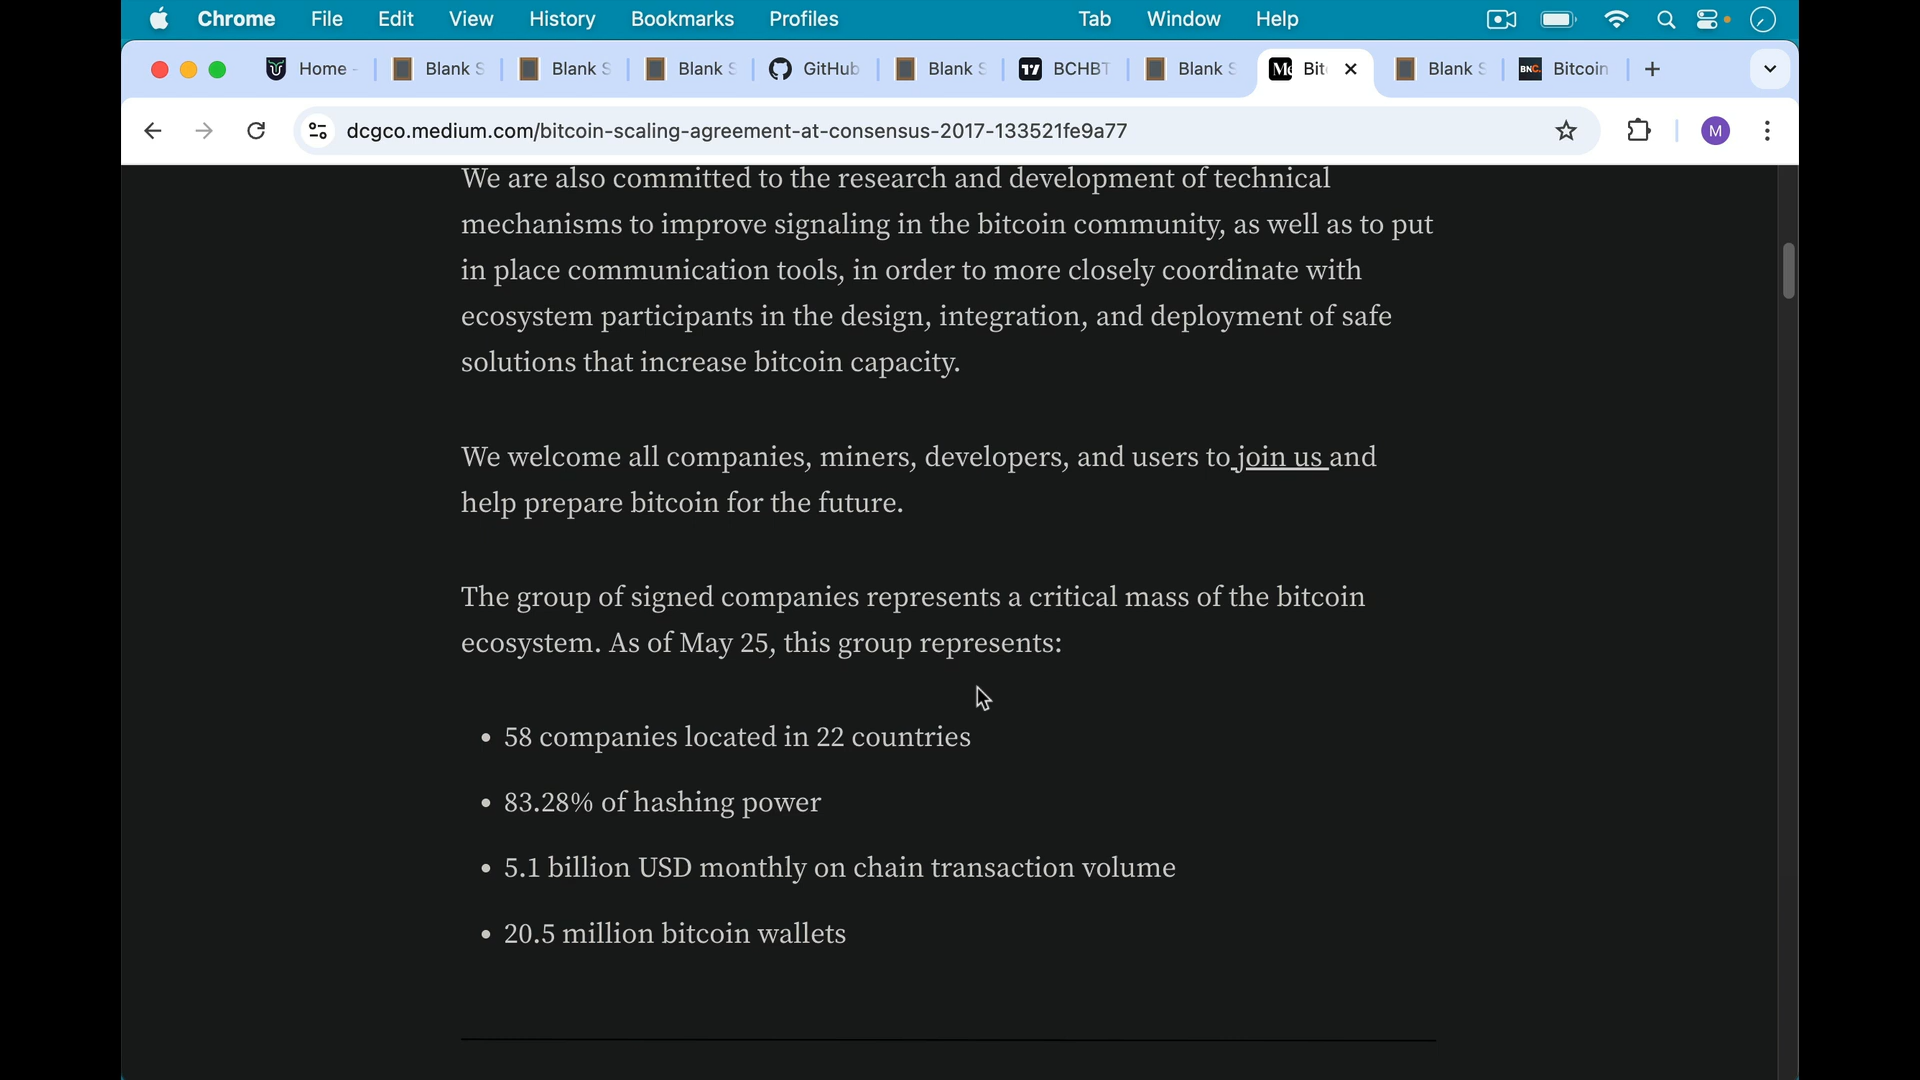 Chrome File Edit View History Bookmarks Profiles Tab Window Help
Home - Blank S Blank S Blank S GitHub Blank S BCHBT Blank S Me Bit Blank S BNC. Bitcoin
dcgco.medium.com/bitcoin-scaling-agreement-at-consensus-2017-133521fe9a77 M
We are also committed to the research and development of technical
mechanisms to improve signaling in the bitcoin community, as well as to put
in place communication tools, in order to more closely coordinate with
ecosystem participants in the design, integration, and deployment of safe
solutions that increase bitcoin capacity.
We welcome all companies, miners, developers, and users to join us and
help prepare bitcoin for the future.
The group of signed companies represents a critical mass of the bitcoin
ecosystem. As of May 25, this group represents:
• 58 companies located in 22 countries
• 83.28% of hashing power
• 5.1 billion USD monthly on chain transaction volume
• 20.5 million bitcoin wallets